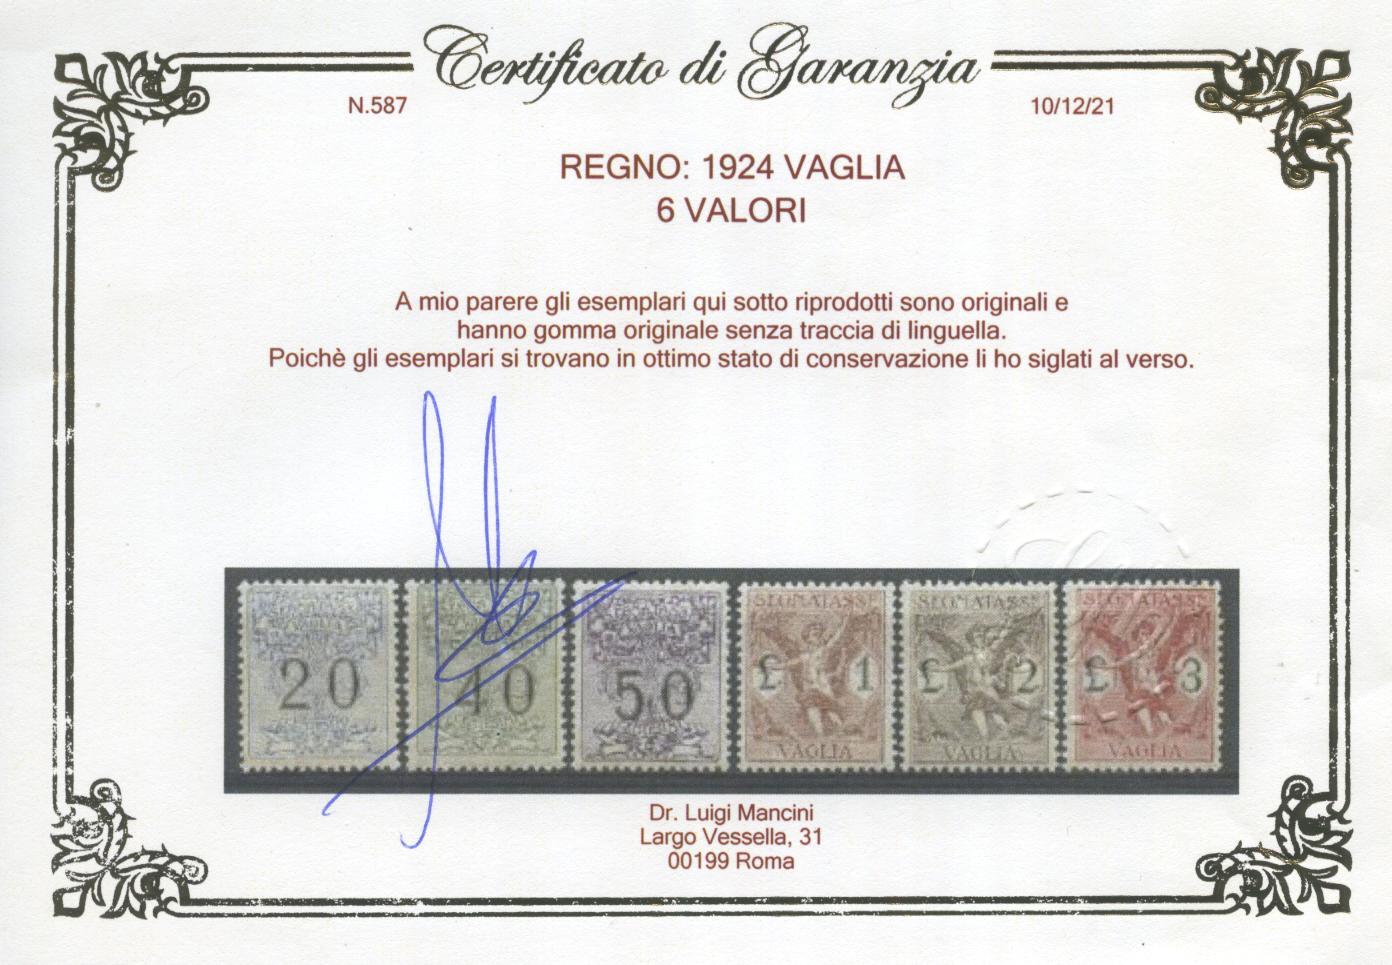 Certificato di Garanzia
N.587
10/12/21
REGNO: 1924 VAGLIA
6 VALORI
A mio parere gli esemplari qui sotto riprodotti sono originali e
hanno gomma originale senza traccia di linguella.
Poichè gli esemplari si trovano in ottimo stato di conservazione li ho siglati al verso.
20
40
50
SEGNATASSE
£ 1
VAGLIA
SEGNATASSE
£ 2
VAGLIA
SEGNATASSE
£ 3
VAGLIA
Dr. Luigi Mancini
Largo Vessella, 31
00199 Roma